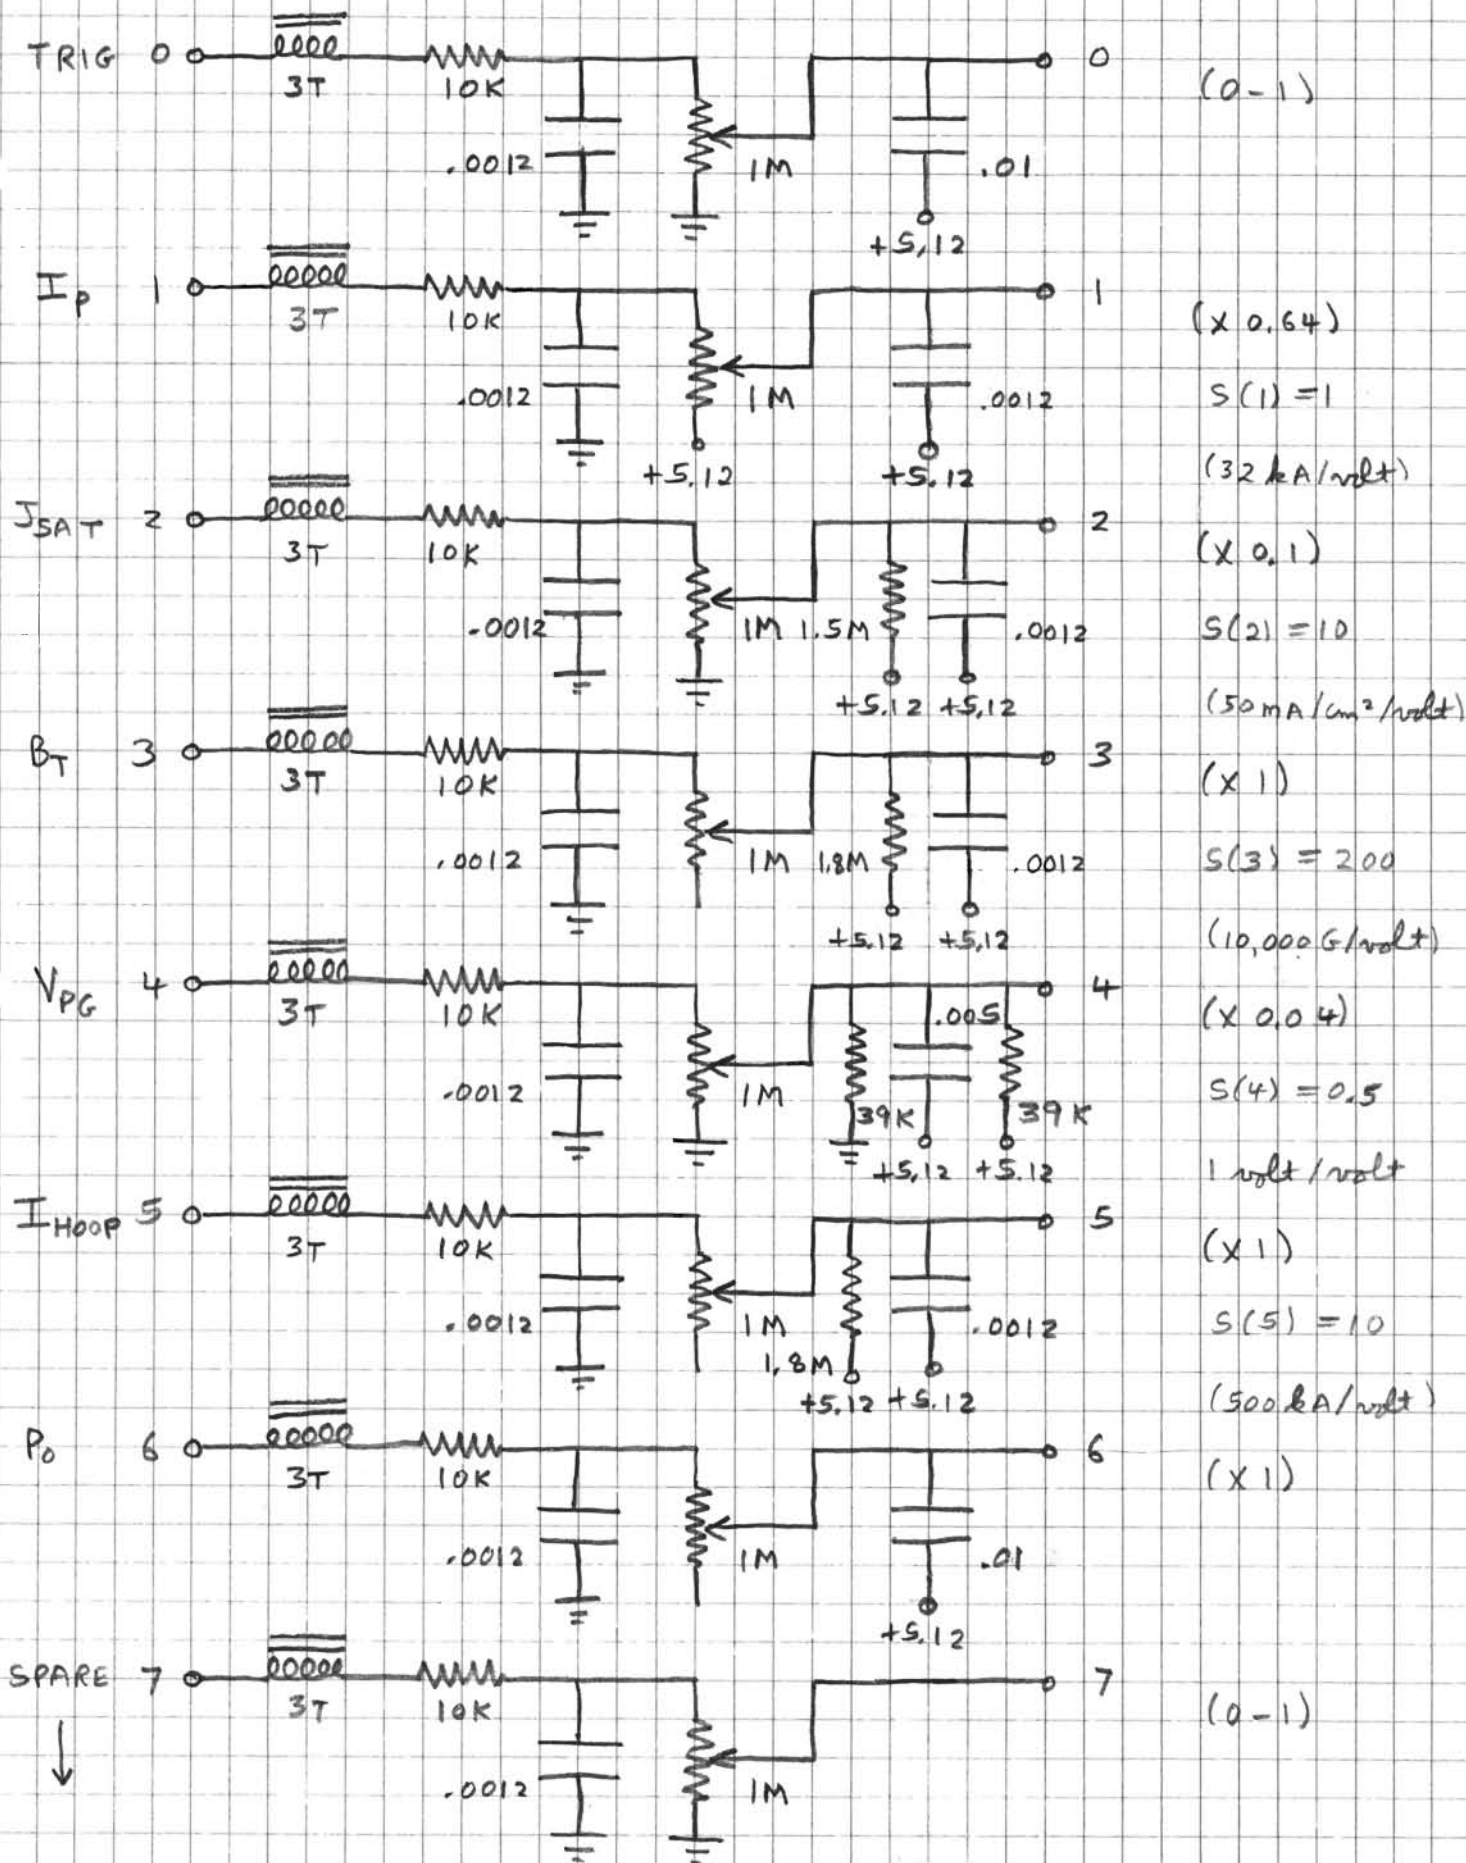 TRIG 0 3T 10K .0012 1M .01 +5,12 0 (0-1)
I_P 1 3T 10K .0012 1M +5.12 .0012 +5.12 1 (X 0.64)
S(1) = 1
(32 kA/volt)
J_SAT 2 3T 10K .0012 1M 1.5M +5.12 .0012 +5,12 2 (X 0.1)
S(2) = 10
(50 mA/cm²/volt)
B_T 3 3T 10K .0012 1M 1.8M +5.12 .0012 +5,12 3 (X 1)
S(3) = 200
(10,000 G/volt)
V_PG 4 3T 10K .0012 1M 39K .005 +5,12 39K +5.12 4 (X 0.04)
S(4) = 0.5
1 volt/volt
I_HOOP 5 3T 10K .0012 1M 1,8M +5.12 .0012 +5.12 5 (X 1)
S(5) = 10
(500 kA/volt)
P_0 6 3T 10K .0012 1M .01 +5.12 6 (X 1)
SPARE 7 3T 10K .0012 1M 7 (0-1)